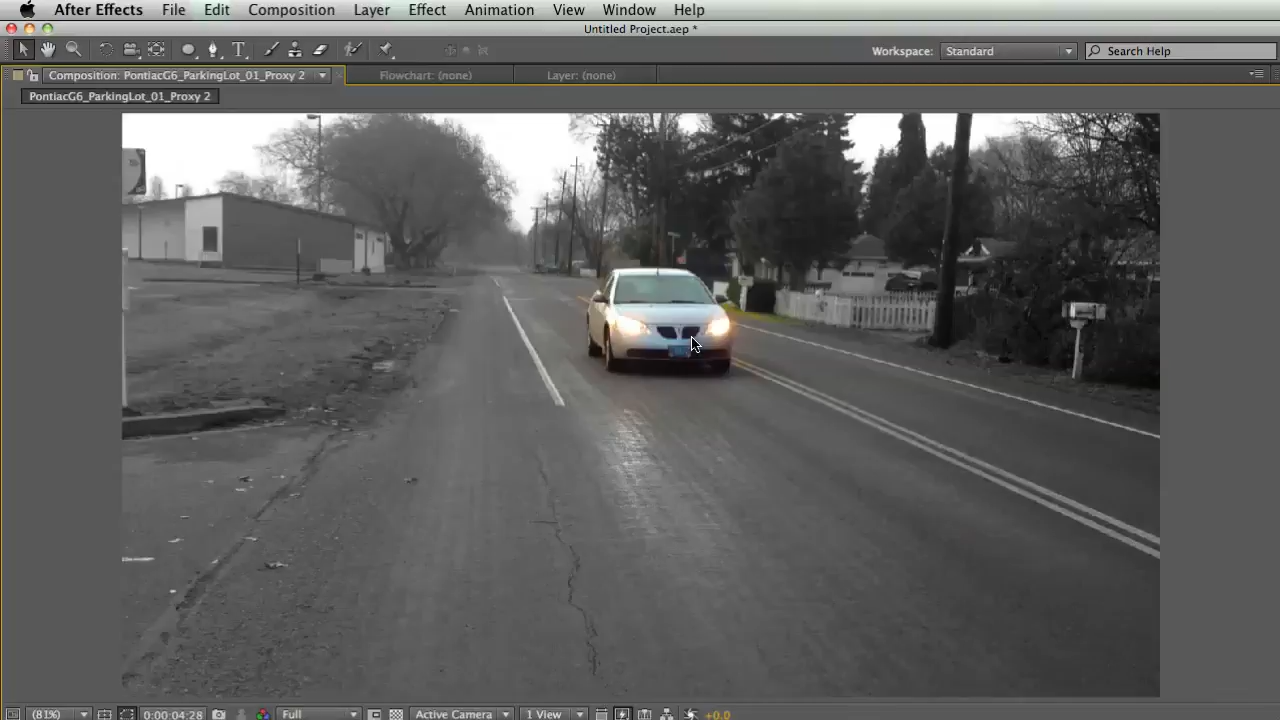 After Effects File Edit Composition Layer Effect Animation View Window Help
Untitled Project.aep *
Workspace: Standard Search Help
Composition: PontiacG6_ParkingLot_01_Proxy 2 Flowchart: (none) Layer: (none)
PontiacG6_ParkingLot_01_Proxy 2
(81%) 0:00:04:28 Full Active Camera 1 View +0.0